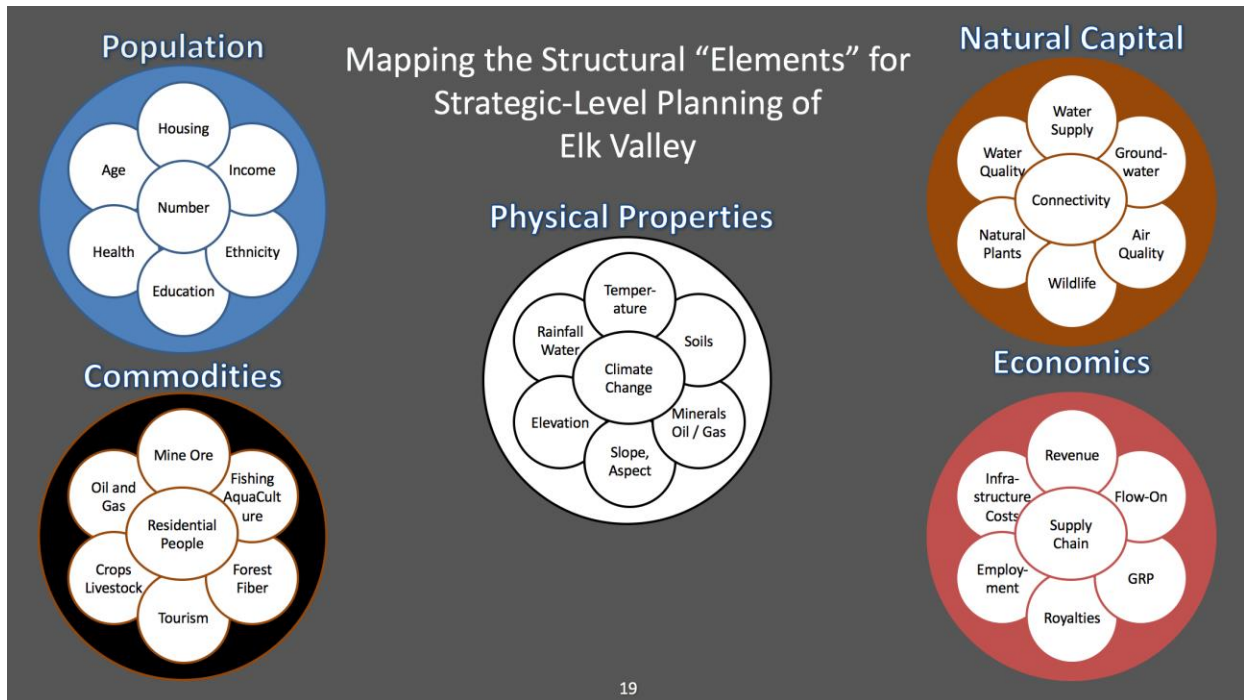 Population
Housing
Age
Income
Number
Health
Ethnicity
Education
Mapping the Structural “Elements” for
Strategic-Level Planning of
Elk Valley
Natural Capital
Water
Supply
Water
Quality
Ground-
water
Connectivity
Natural
Plants
Air
Quality
Wildlife
Physical Properties
Temper-
ature
Rainfall
Water
Soils
Climate
Change
Elevation
Minerals
Oil / Gas
Slope,
Aspect
Commodities
Mine Ore
Oil and
Gas
Fishing
AquaCult
ure
Residential
People
Crops
Livestock
Forest
Fiber
Tourism
Economics
Revenue
Infra-
structure
Costs
Flow-On
Supply
Chain
Employ-
ment
GRP
Royalties
19